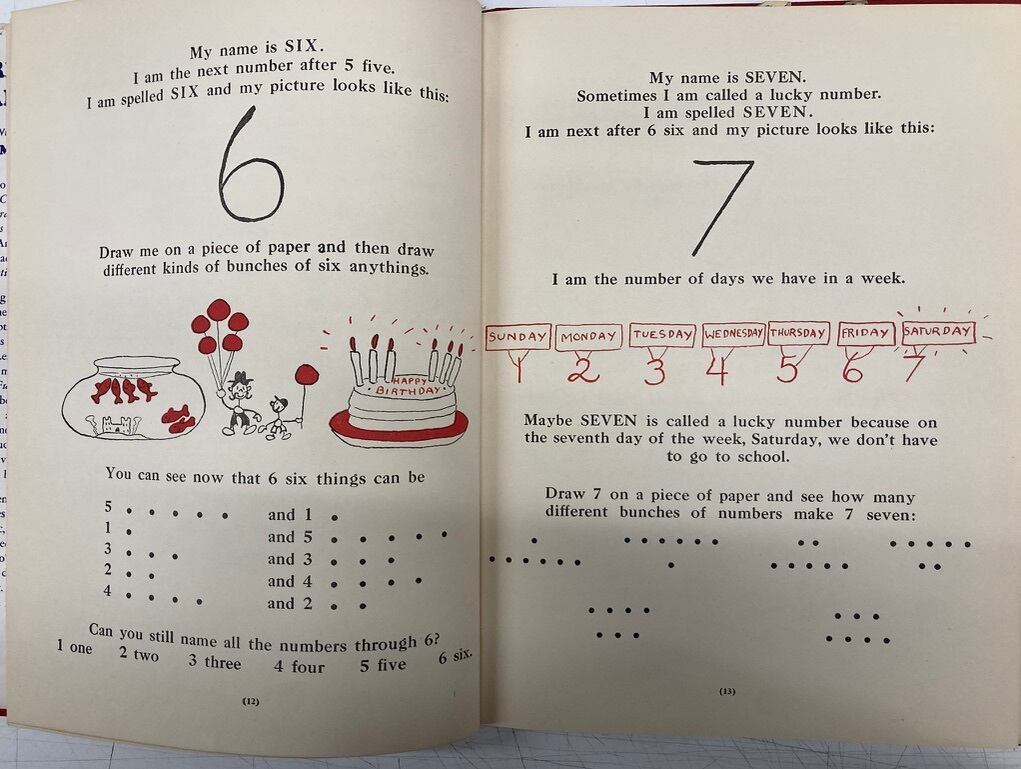 My name is SIX.
I am the next number after 5 five.
I am spelled SIX and my picture looks like this:
6
Draw me on a piece of paper and then draw
different kinds of bunches of six anythings.
HAPPY
BIRTHDAY
You can see now that 6 six things can be
5 and 1
1 and 5
3 and 3
2 and 4
4 and 2
Can you still name all the numbers through 6?
1 one 2 two 3 three 4 four 5 five 6 six.
(12)
My name is SEVEN.
Sometimes I am called a lucky number.
I am spelled SEVEN.
I am next after 6 six and my picture looks like this:
7
I am the number of days we have in a week.
SUNDAY MONDAY TUESDAY WEDNESDAY THURSDAY FRIDAY SATURDAY
1 2 3 4 5 6 7
Maybe SEVEN is called a lucky number because on
the seventh day of the week, Saturday, we don't have
to go to school.
Draw 7 on a piece of paper and see how many
different bunches of numbers make 7 seven:
(13)